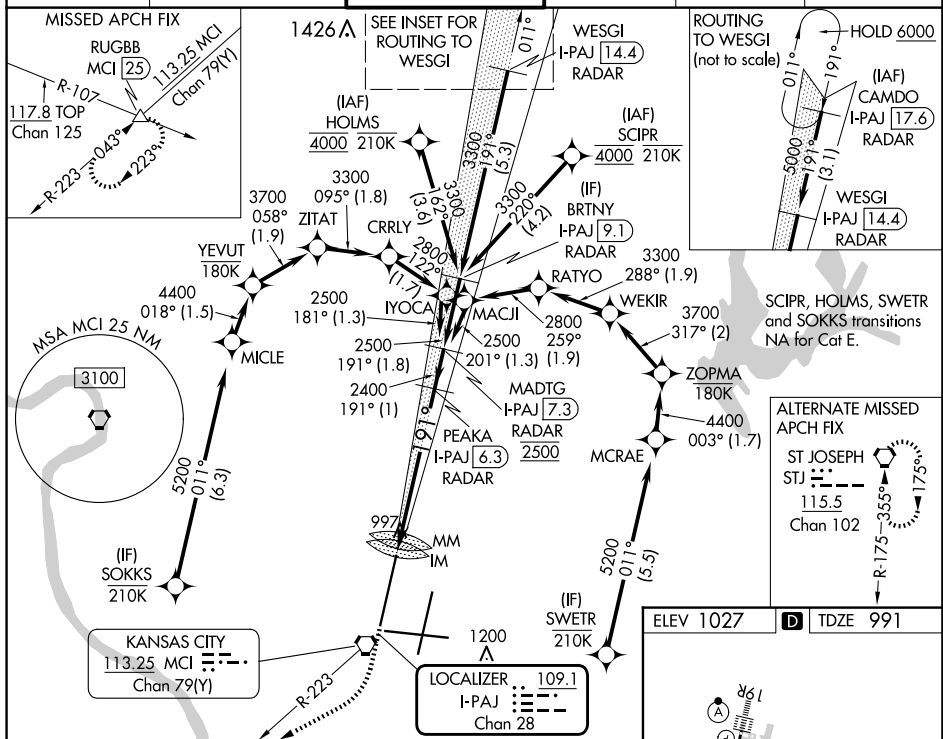 MISSED APCH FIX
RUGBB
MCI 25
113.25 MCI
Chan 79(Y)
R-107
117.8 TOP
Chan 125
043°
223°
R-223
1426
SEE INSET FOR
ROUTING TO
WESGI
011°
WESGI
I-PAJ 14.4
RADAR
ROUTING
TO WESGI
(not to scale)
HOLD 6000
011°
191°
(IAF)
CAMDO
I-PAJ 17.6
RADAR
5000
191°
(3.1)
WESGI
I-PAJ 14.4
RADAR
(IAF)
HOLMS
4000 210K
(IAF)
SCIPR
4000 210K
3300
191°
(5.3)
3300
162°
(3.6)
3300
220°
(4.2)
(IF)
BRTNY
I-PAJ 9.1
RADAR
3300
095° (1.8)
3700
058°
(1.9)
ZITAT
CRRLY
YEVUT
180K
2800
122°
(1.7)
4400
018° (1.5)
MICLE
IYOCA
MACJI
RATYO
WEKIR
3300
288° (1.9)
3700
317° (2)
2500
181° (1.3)
2500
191° (1.8)
2400
191° (1)
2500
201° (1.3)
2800
259°
(1.9)
ZOPMA
180K
4400
003° (1.7)
MCRAE
SCIPR, HOLMS, SWETR
and SOKKS transitions
NA for Cat E.
MSA MCI 25 NM
3100
MADTG
I-PAJ 7.3
RADAR
2500
PEAKA
I-PAJ 6.3
RADAR
191°
5200
011°
(6.3)
(IF)
SOKKS
210K
997
MM
IM
5200
011°
(5.5)
(IF)
SWETR
210K
ALTERNATE MISSED
APCH FIX
ST JOSEPH
STJ
115.5
Chan 102
355°
175°
R-175
KANSAS CITY
113.25 MCI
Chan 79(Y)
R-223
1200
LOCALIZER 109.1
I-PAJ
Chan 28
ELEV 1027 D TDZE 991
19R
A